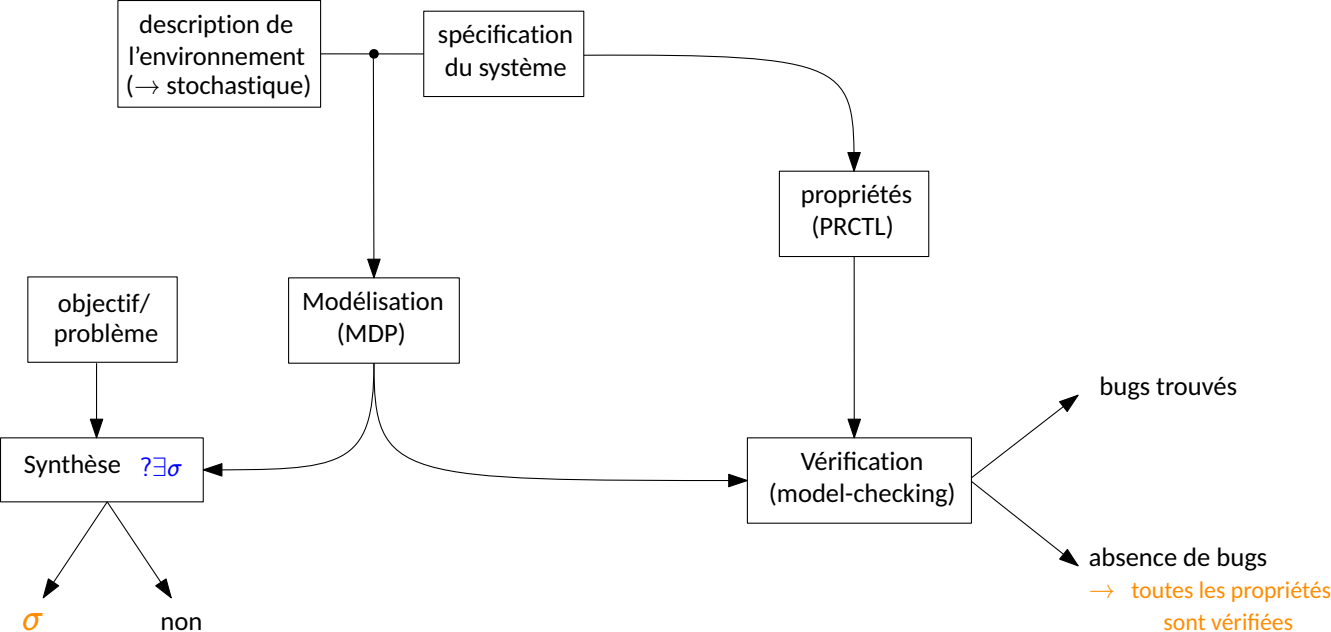 description de
l'environnement
(→ stochastique)
spécification
du système
propriétés
(PRCTL)
objectif/
problème
Modélisation
(MDP)
Synthèse ?∃σ
σ
non
Vérification
(model-checking)
bugs trouvés
absence de bugs
→ toutes les propriétés
sont vérifiées